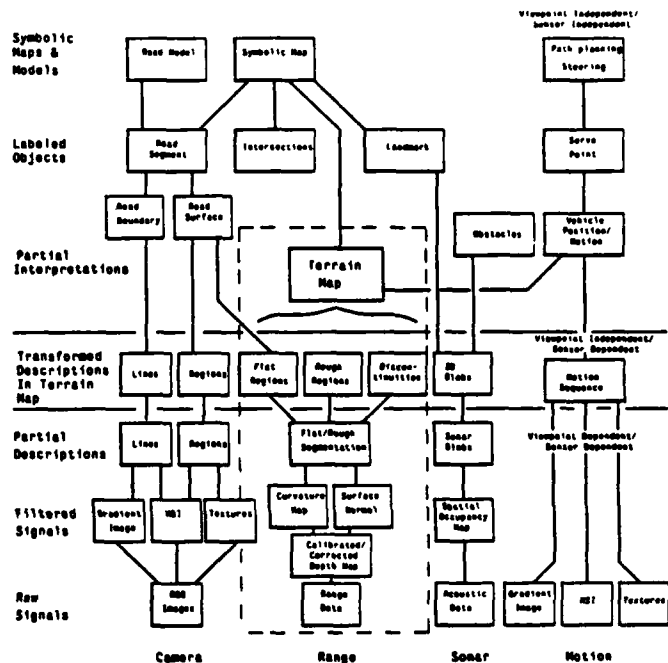 Viewpoint Independent/
Sensor Independent
Symbolic
Maps &
Models
Road Model
Symbolic Map
Path planning
Steering
Labeled
Objects
Road
Segment
Intersections
Landmark
Servo
Point
Road
Boundary
Road
Surface
Partial
Interpretations
Terrain
Map
Obstacles
Vehicle
Position/
Motion
Viewpoint Independent/
Sensor Dependent
Transformed
Descriptions
In Terrain
Map
Lines
Regions
Flat
Regions
Rough
Regions
Discon-
tinuities
Blobs
Motion
Sequence
Partial
Descriptions
Lines
Regions
Flat/Rough
Segmentation
Sonar
Blobs
Viewpoint Dependent/
Sensor Dependent
Filtered
Signals
Gradient
Image
Textures
Curvature
Map
Surface
Normal
Spatial
Occupancy
Map
Calibrated/
Corrected
Depth Map
Raw
Signals
Images
Range
Data
Acoustic
Data
Gradient
Image
Textures
Camera
Range
Sonar
Motion